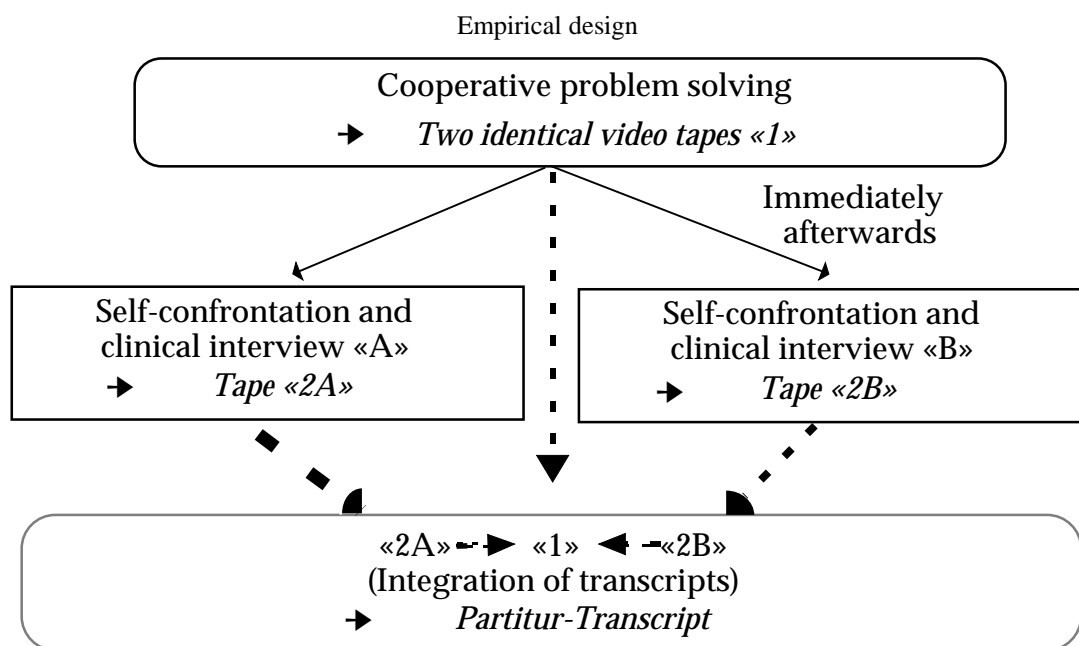 Empirical design
Cooperative problem solving
Two identical video tapes «1»
Immediately
afterwards
Self-confrontation and
clinical interview «A»
Tape «2A»
Self-confrontation and
clinical interview «B»
Tape «2B»
«2A» «1» «2B»
(Integration of transcripts)
Partitur-Transcript